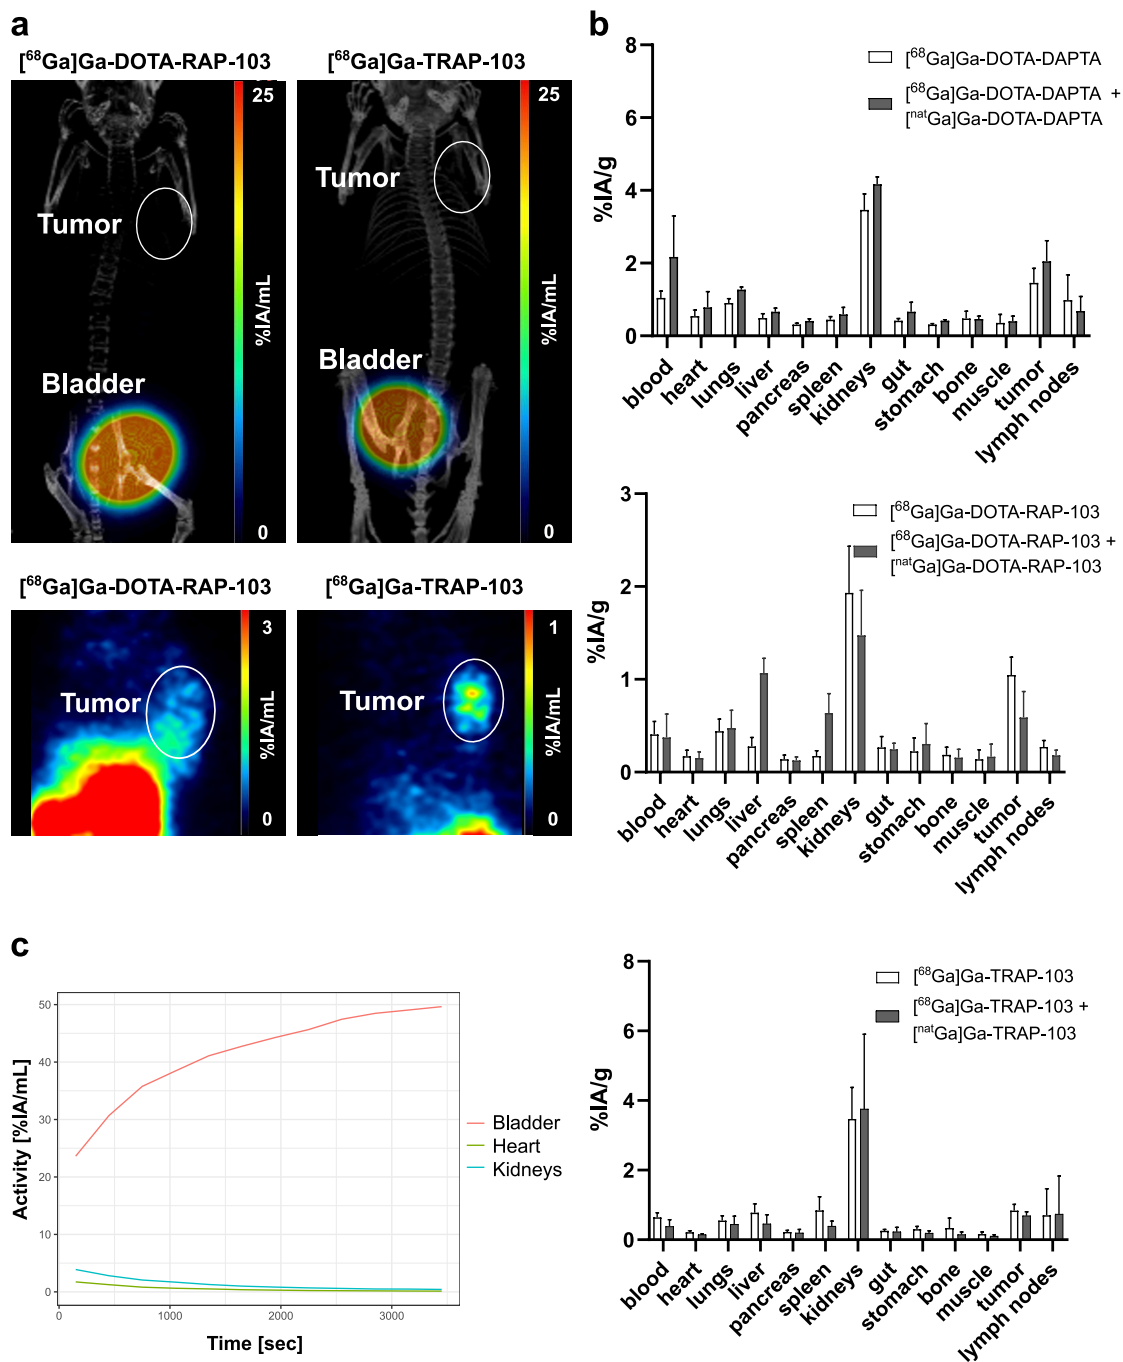 a
[68Ga]Ga-DOTA-RAP-103
[68Ga]Ga-TRAP-103
Tumor
Bladder
25
%IA/mL
0
Tumor
Bladder
25
%IA/mL
0
[68Ga]Ga-DOTA-RAP-103
[68Ga]Ga-TRAP-103
Tumor
3
%IA/mL
0
Tumor
1
%IA/mL
0
b
8
6
4
2
0
%IA/g
[68Ga]Ga-DOTA-DAPTA
[68Ga]Ga-DOTA-DAPTA +
[natGa]Ga-DOTA-DAPTA
blood
heart
lungs
liver
pancreas
spleen
kidneys
gut
stomach
bone
muscle
tumor
lymph nodes
3
2
1
0
%IA/g
[68Ga]Ga-DOTA-RAP-103
[68Ga]Ga-DOTA-RAP-103 +
[natGa]Ga-DOTA-RAP-103
blood
heart
lungs
liver
pancreas
spleen
kidneys
gut
stomach
bone
muscle
tumor
lymph nodes
8
6
4
2
0
%IA/g
[68Ga]Ga-TRAP-103
[68Ga]Ga-TRAP-103 +
[natGa]Ga-TRAP-103
blood
heart
lungs
liver
pancreas
spleen
kidneys
gut
stomach
bone
muscle
tumor
lymph nodes
c
50
40
30
20
10
0
Activity [%IA/mL]
0
1000
2000
3000
Time [sec]
Bladder
Heart
Kidneys